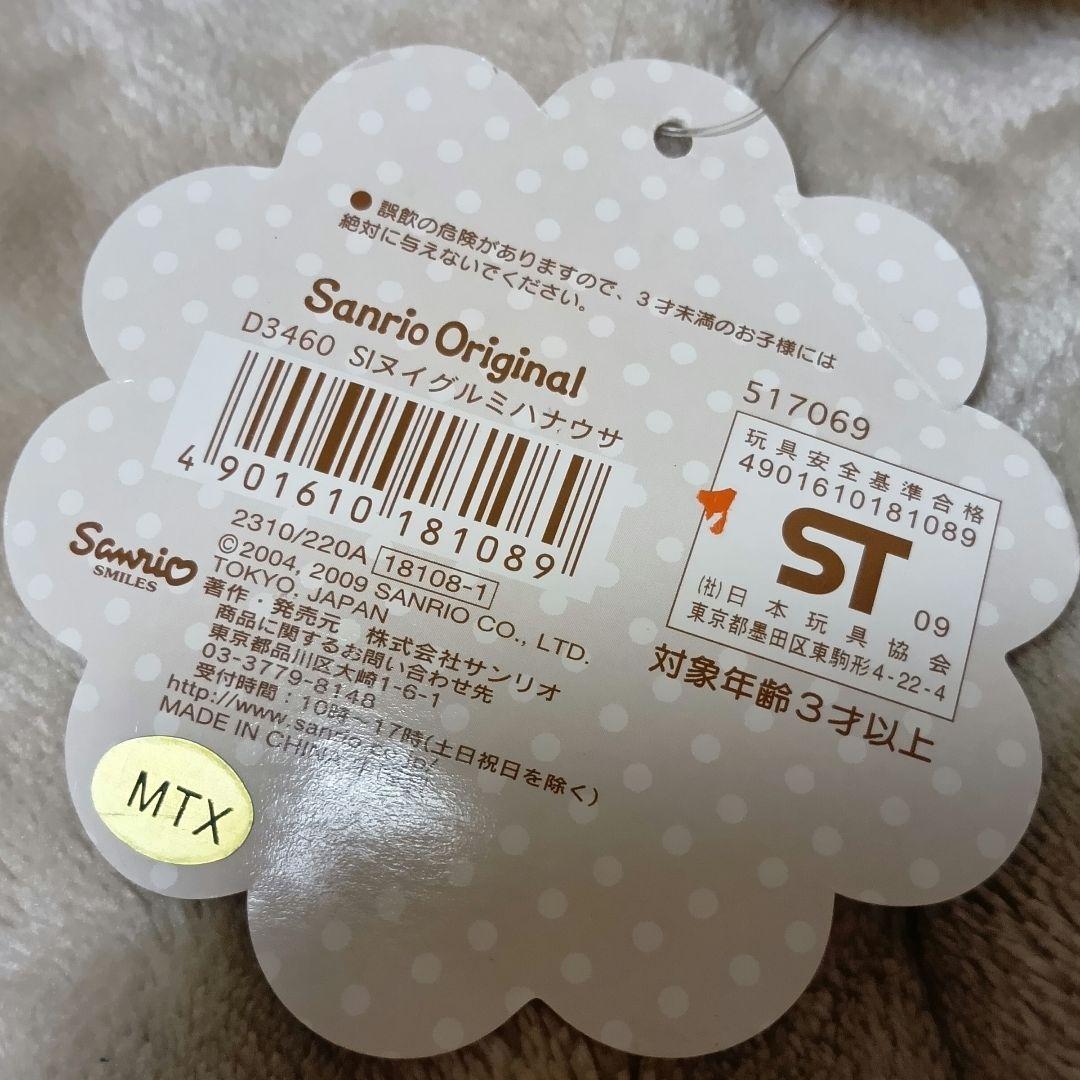 ● 誤飲の危険がありますので、3才未満のお子様には
絶対に与えないでください。
Sanrio Original
D3460 SIヌイグルミハナウサ
4 901610 181089
2310/220A 18108-1
©2004, 2009 SANRIO CO., LTD.
TOKYO, JAPAN
著作・発売元 株式会社サンリオ
商品に関するお問い合わせ先
東京都品川区大崎1-6-1
03-3779-8148
受付時間:10時~17時(土日祝日を除く)
http://www.sanrio.co.jp/
MADE IN CHINA
Sanrio
SMILES
MTX
517069
玩具安全基準合格
4901610181089
ST
09
(社)日本玩具協会
東京都墨田区東駒形4-22-4
対象年齢3才以上